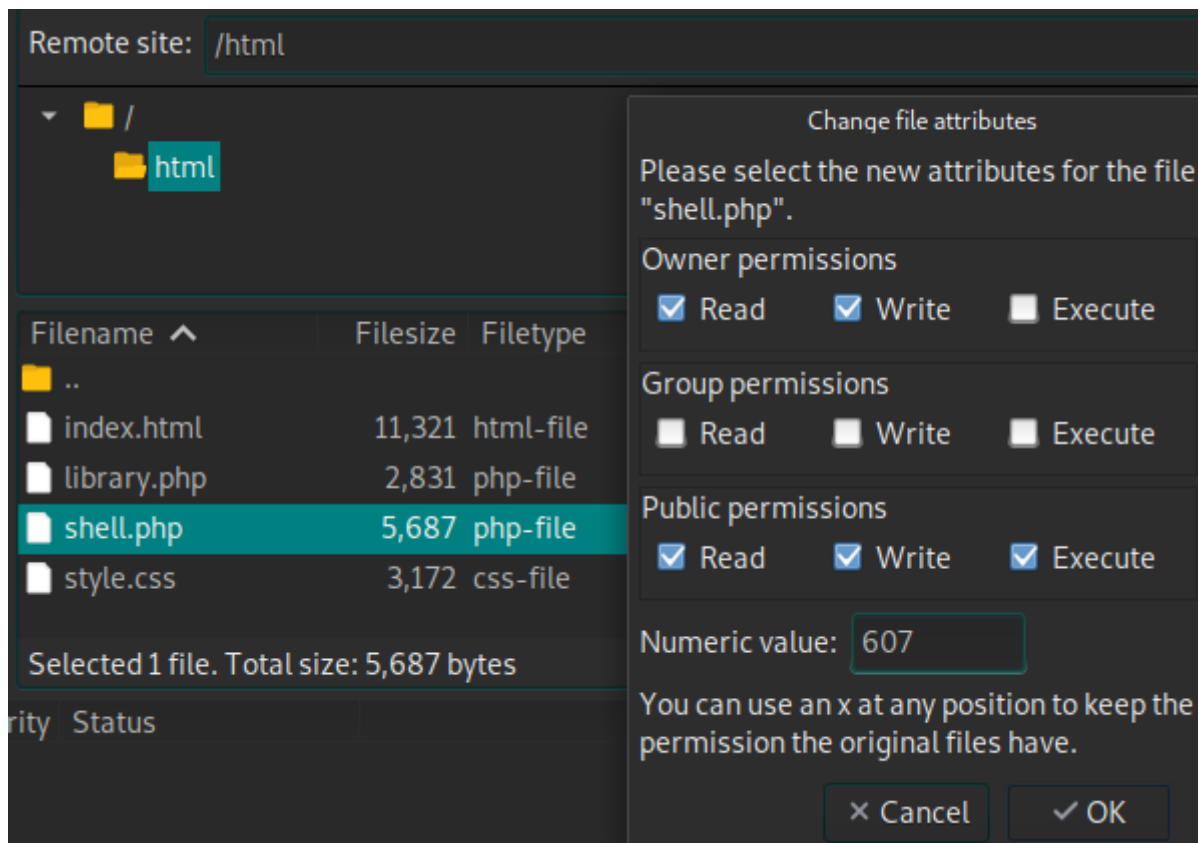 Remote site: /html
/
html
Change file attributes
Please select the new attributes for the file
"shell.php".
Owner permissions
Read Write Execute
Group permissions
Read Write Execute
Public permissions
Read Write Execute
Numeric value: 607
You can use an x at any position to keep the
permission the original files have.
Cancel OK
Filename Filesize Filetype
..
index.html 11,321 html-file
library.php 2,831 php-file
shell.php 5,687 php-file
style.css 3,172 css-file
Selected 1 file. Total size: 5,687 bytes
rity Status